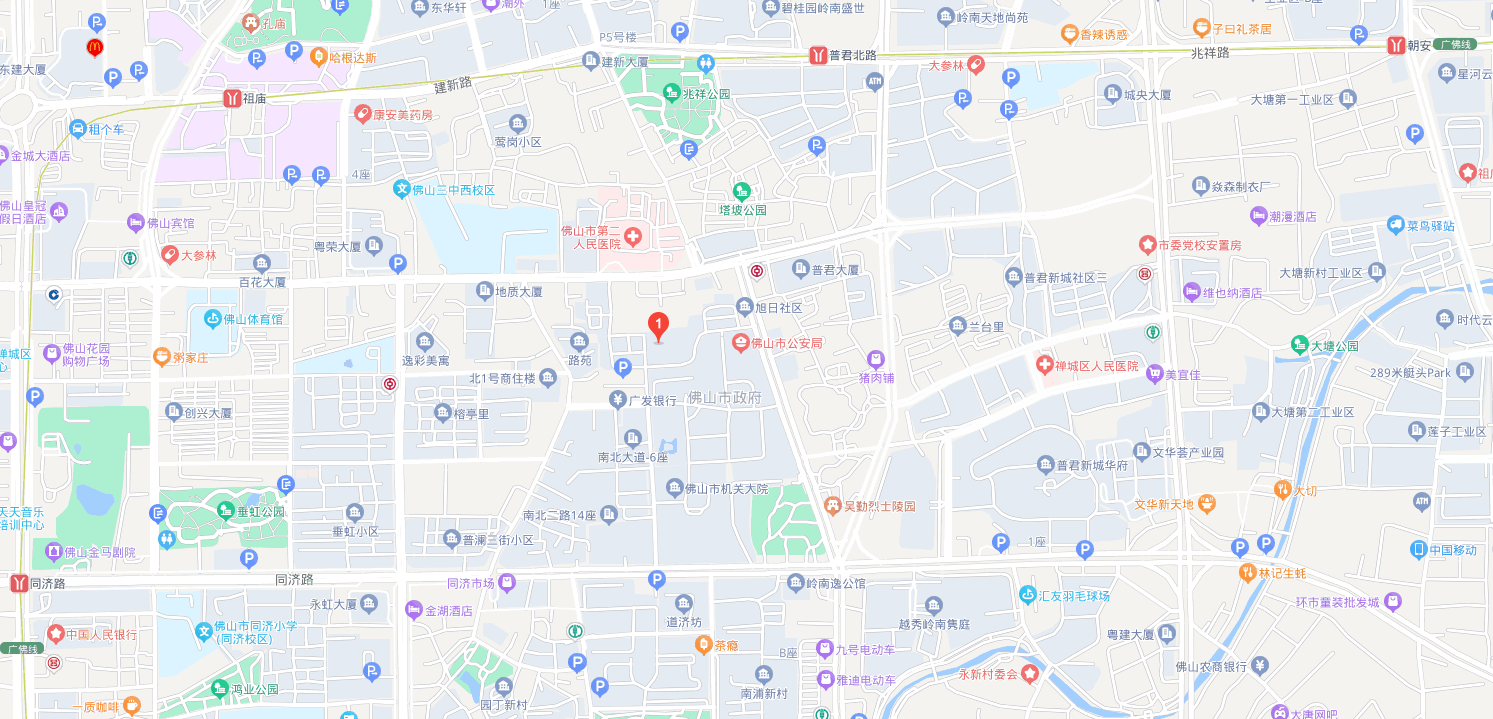 东华轩
潮外
1座
碧桂园岭南盛世
岭南天地尚苑
子曰礼茶居
孔庙
P5号楼
香辣诱惑
广佛线
朝安
哈根达斯
建新大厦
普君北路
兆祥路
东建大厦
大参林
星河云
建新路
兆祥公园
城央大厦
大塘第一工业区
祖庙
康安美药房
ATM
租个车
莺岗小区
金城大酒店
4座
佛山三中西校区
焱森制衣厂
祖庙
塔坡公园
佛山皇冠
假日酒店
佛山宾馆
潮漫酒店
菜鸟驿站
佛山市第二
人民医院
粤荣大厦
大参林
市委党校安置房
百花大厦
普君大厦
普君新城社区三
大塘新村工业区
地质大厦
维也纳酒店
旭日社区
佛山体育馆
1
兰台里
时代云
佛山市公安局
大塘公园
禅城区
心
佛山花园
购物广场
粥家庄
逸彩美寓
路苑
猪肉铺
禅城区人民医院
美宜佳
289米艇头Park
北1号商住楼
广发银行
佛山市政府
创兴大厦
榕亭里
大塘第二工业区
莲子工业区
南北大道-6座
文华荟产业园
普君新城华府
佛山市机关大院
大切
文华新天地
ATM
吴勤烈士陵园
天天音乐
培训中心
垂虹公园
南北二路14座
垂虹小区
普澜三街小区
1座
佛山金马剧院
中国移动
同济路
同济路
同济市场
岭南逸公馆
林记生蚝
汇友羽毛球场
永虹大厦
金湖酒店
道济坊
越秀岭南隽庭
环市童装批发城
中国人民银行
佛山市同济小学
(同济校区)
粤建大厦
广佛线
茶瘾
B座
九号电动车
佛山农商银行
永新村委会
雅迪电动车
鸿业公园
园丁新村
南浦新村
一质咖啡
大唐网吧